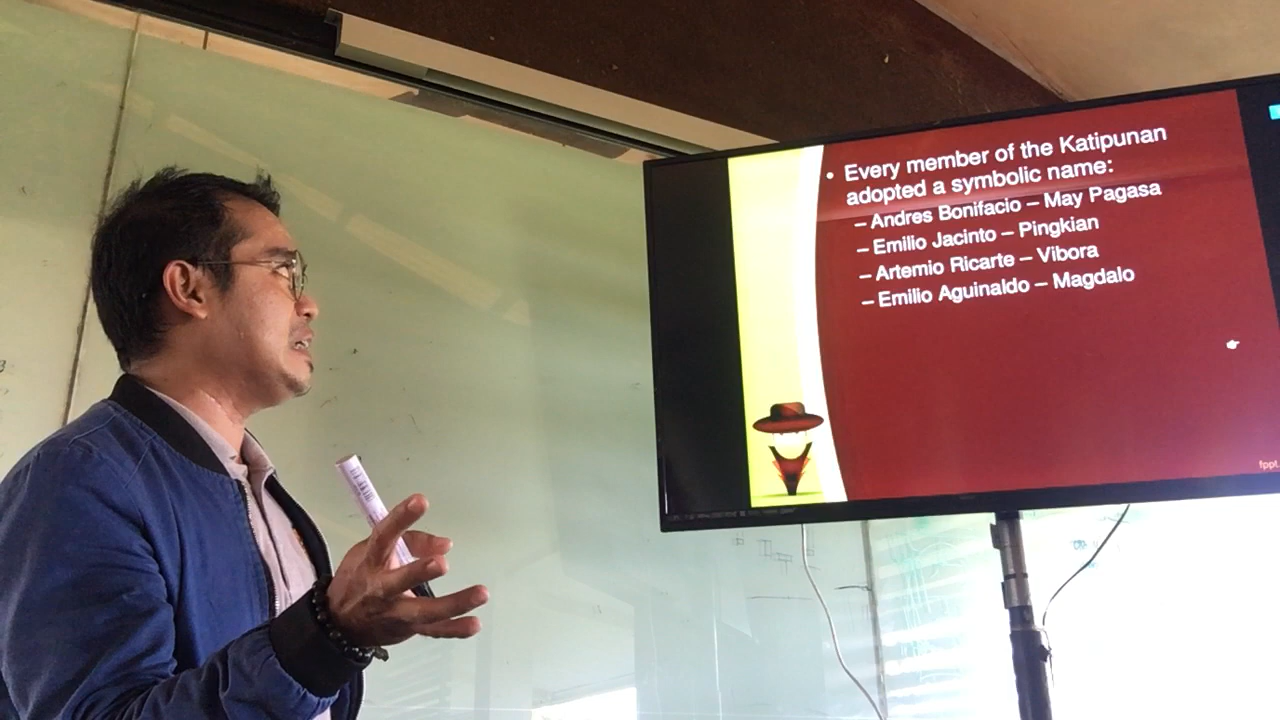 • Every member of the Katipunan
adopted a symbolic name:
– Andres Bonifacio – May Pagasa
– Emilio Jacinto – Pingkian
– Artemio Ricarte – Vibora
– Emilio Aguinaldo – Magdalo
fppt.